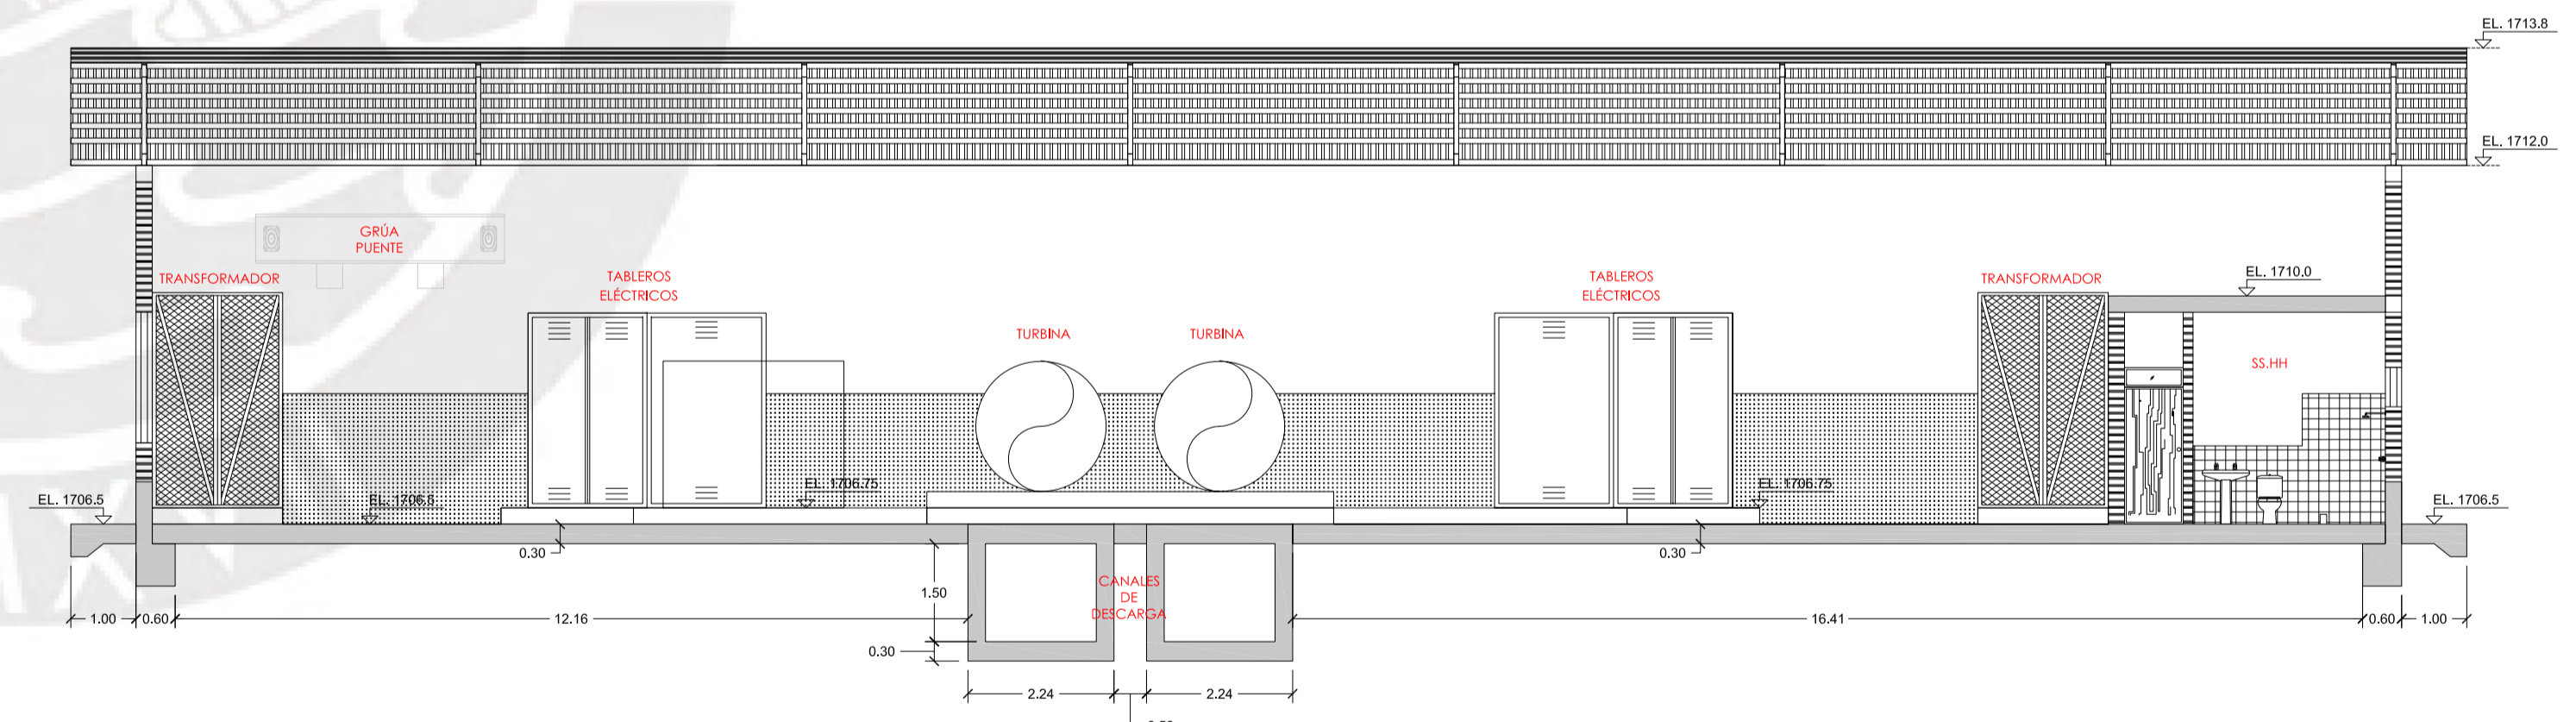 EL. 1713.8
EL. 1712.0
GRÚA
PUENTE
TRANSFORMADOR
TABLEROS
ELÉCTRICOS
TABLEROS
ELÉCTRICOS
TRANSFORMADOR
EL. 1710.0
TURBINA
TURBINA
SS.HH
EL. 1706.5
EL. 1706.5
EL. 1706.75
EL. 1706.75
EL. 1706.5
0.30
0.30
CANALES
DE
DESCARGA
1.50
1.00
0.60
12.16
16.41
0.60
1.00
0.30
2.24
2.24